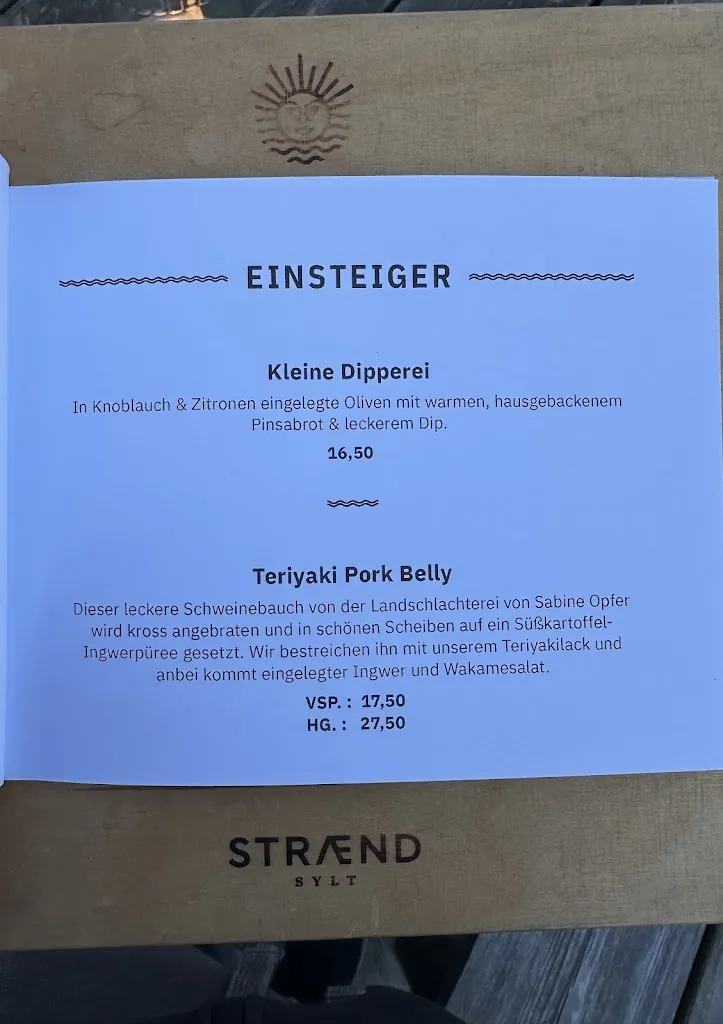 EINSTEIGER
Kleine Dipperei
In Knoblauch & Zitronen eingelegte Oliven mit warmen, hausgebackenem
Pinsabrot & leckerem Dip.
16,50
Teriyaki Pork Belly
Dieser leckere Schweinebauch von der Landschlachterei von Sabine Opfer
wird kross angebraten und in schönen Scheiben auf ein Süßkartoffel-
Ingwerpüree gesetzt. Wir bestreichen ihn mit unserem Teriyakilack und
anbei kommt eingelegter Ingwer und Wakamesalat.
VSP. : 17,50
HG. : 27,50
STRÆND
SYLT